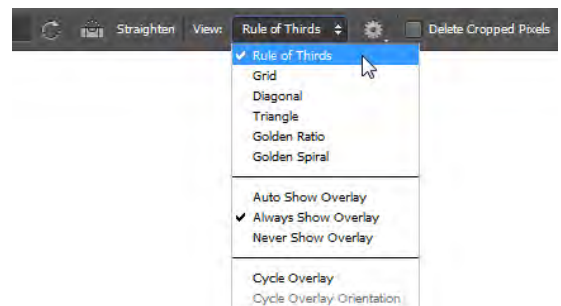 Straighten View: Rule of Thirds Delete Cropped Pixels
Rule of Thirds
Grid
Diagonal
Triangle
Golden Ratio
Golden Spiral
Auto Show Overlay
Always Show Overlay
Never Show Overlay
Cycle Overlay
Cycle Overlay Orientation